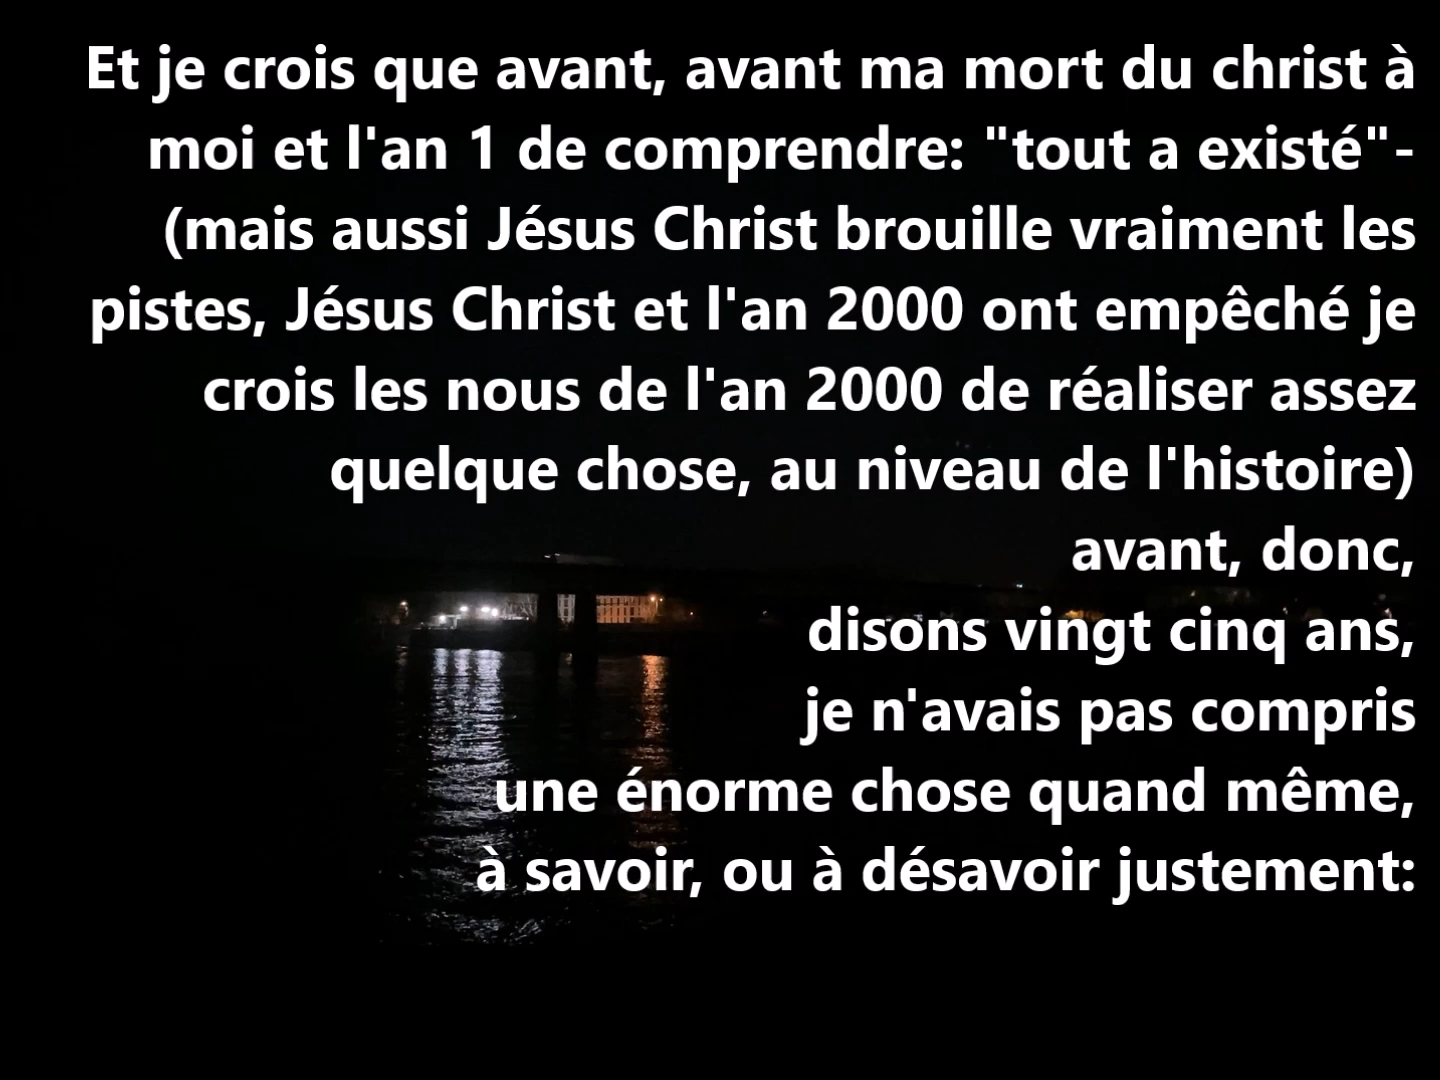 Et je crois que avant, avant ma mort du christ à
moi et l'an 1 de comprendre: "tout a existé"-
(mais aussi Jésus Christ brouille vraiment les
pistes, Jésus Christ et l'an 2000 ont empêché je
crois les nous de l'an 2000 de réaliser assez
quelque chose, au niveau de l'histoire)
avant, donc,
disons vingt cinq ans,
je n'avais pas compris
une énorme chose quand même,
à savoir, ou à désavoir justement: